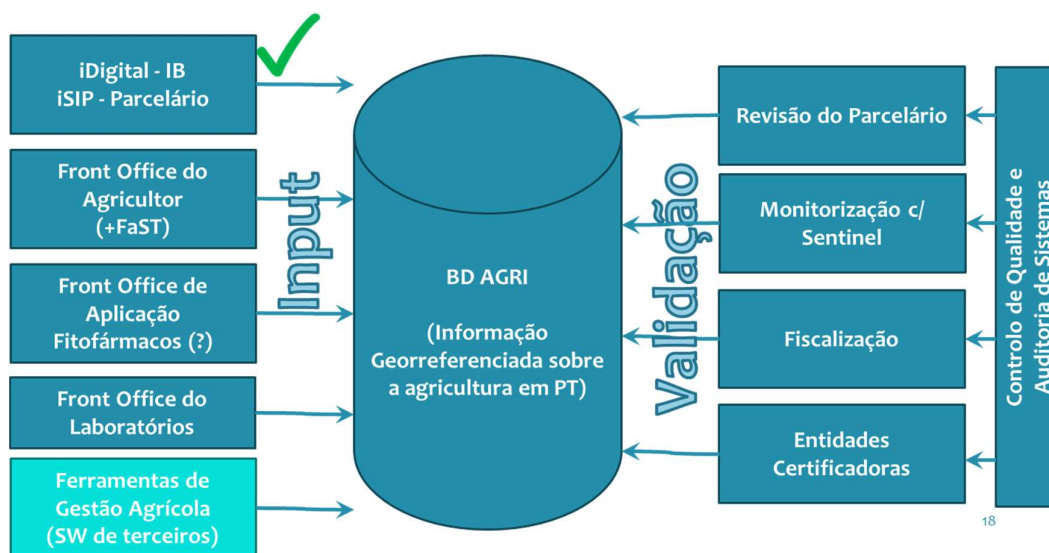 iDigital - IB
iSIP - Parcelário
Front Office do
Agricultor
(+FaST)
Front Office de
Aplicação
Fitofármacos (?)
Front Office do
Laboratórios
Ferramentas de
Gestão Agrícola
(SW de terceiros)
Input
BD AGRI
(Informação
Georreferenciada sobre
a agricultura em PT)
Validação
Revisão do Parcelário
Monitorização c/
Sentinel
Fiscalização
Entidades
Certificadoras
Controlo de Qualidade e
Auditoria de Sistemas
18